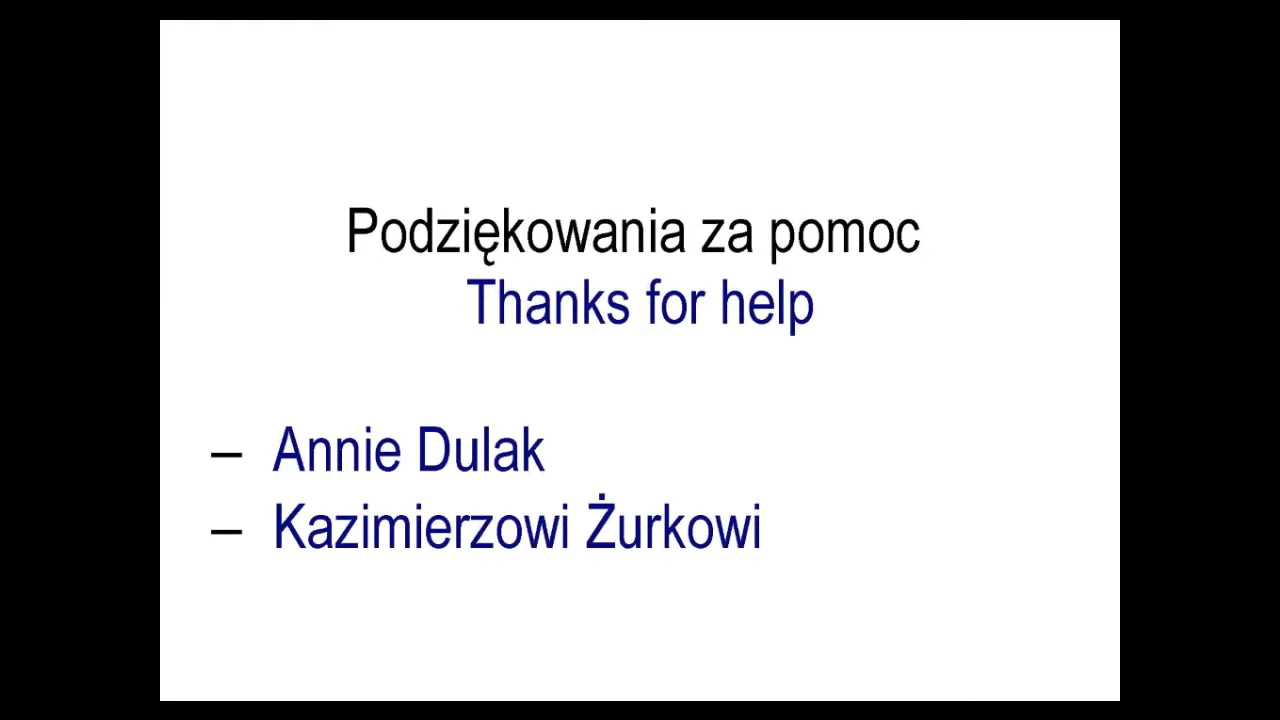 Podziękowania za pomoc
Thanks for help
– Annie Dulak
– Kazimierzowi Żurkowi